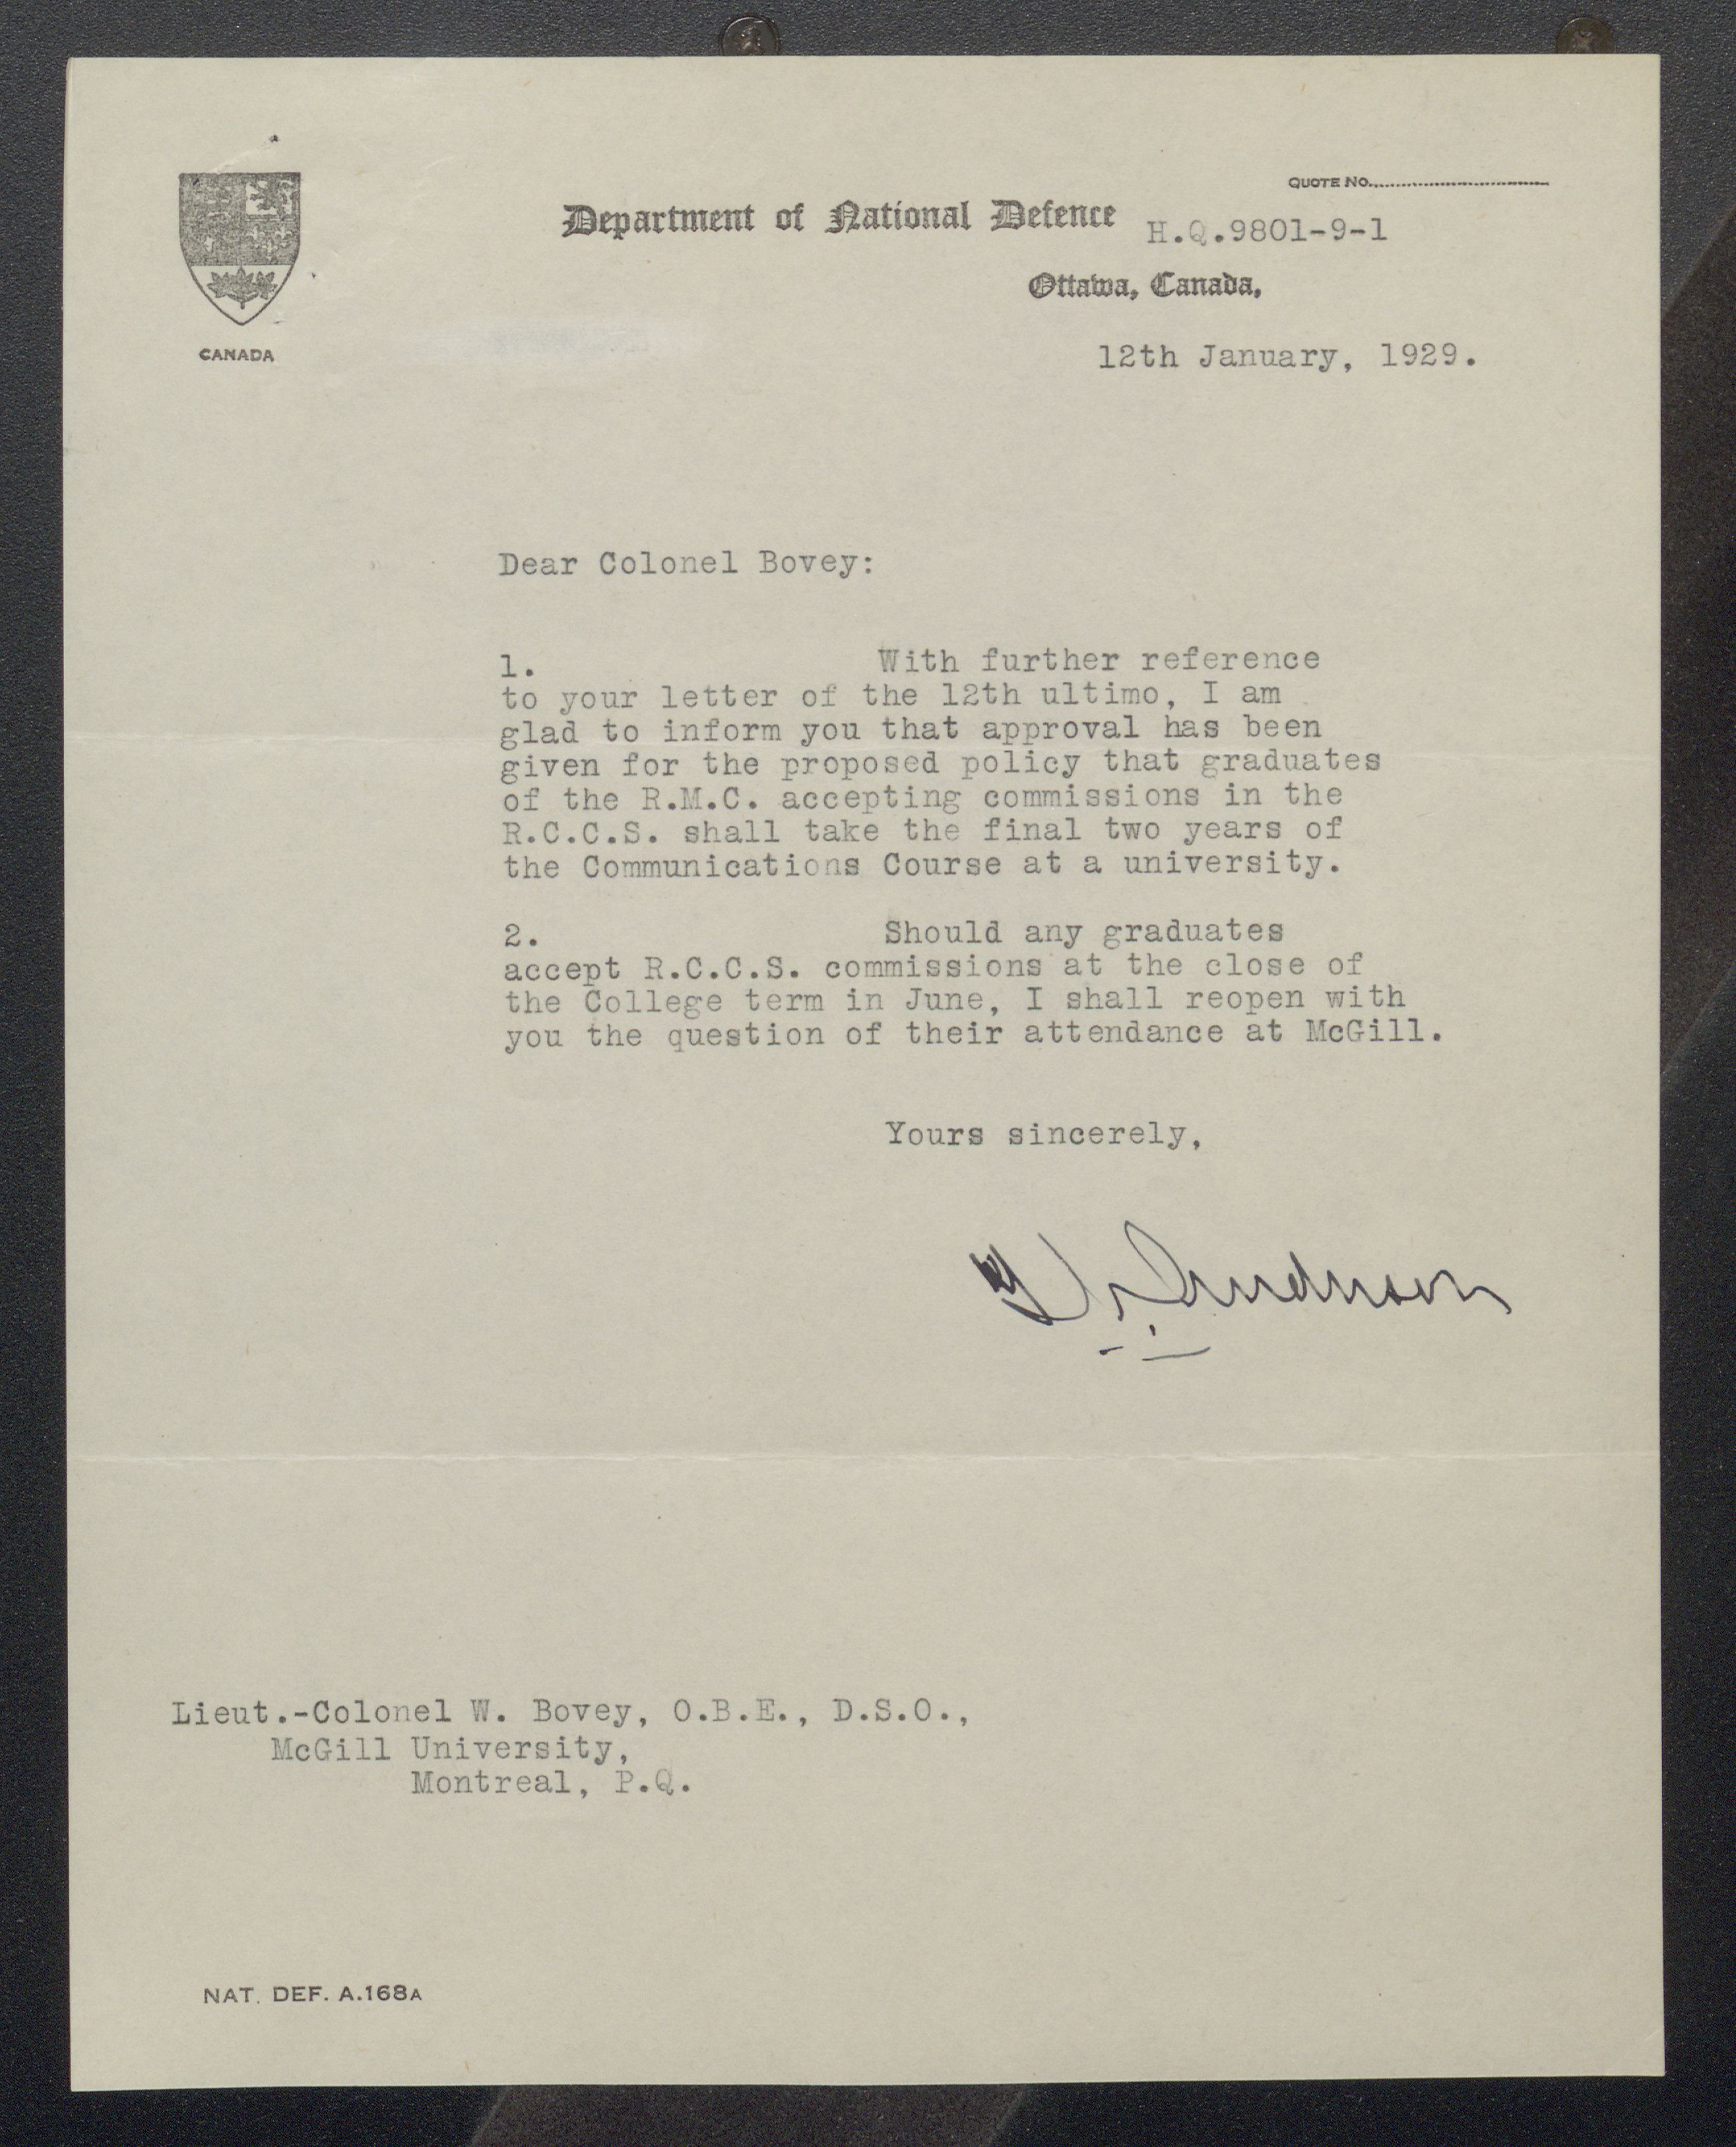 QUOTE NO.
Department of National Defence H.Q.9801-9-1
Ottawa, Canada,
CANADA
12th January, 1929.
Dear Colonel Bovey:
1. With further reference
to your letter of the 12th ultimo, I am
glad to inform you that approval has been
given for the proposed policy that graduates
of the R.M.C. accepting commissions in the
R.C.C.S. shall take the final two years of
the Communications Course at a university.
2. Should any graduates
accept R.C.C.S. commissions at the close of
the College term in June, I shall reopen with
you the question of their attendance at McGill.
Yours sincerely,
Lieut.-Colonel W. Bovey, O.B.E., D.S.O.,
McGill University,
Montreal, P.Q.
NAT. DEF. A.168A